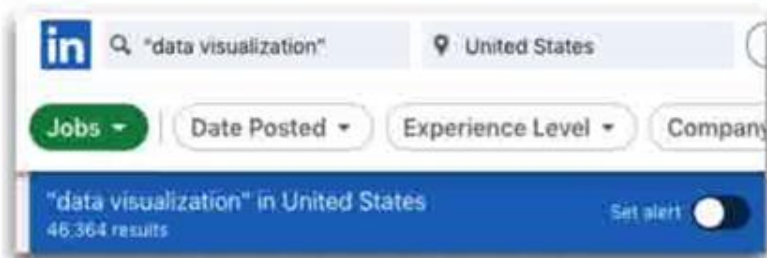 in "data visualization" United States
Jobs Date Posted Experience Level Company
"data visualization" in United States
46,364 results Set alert